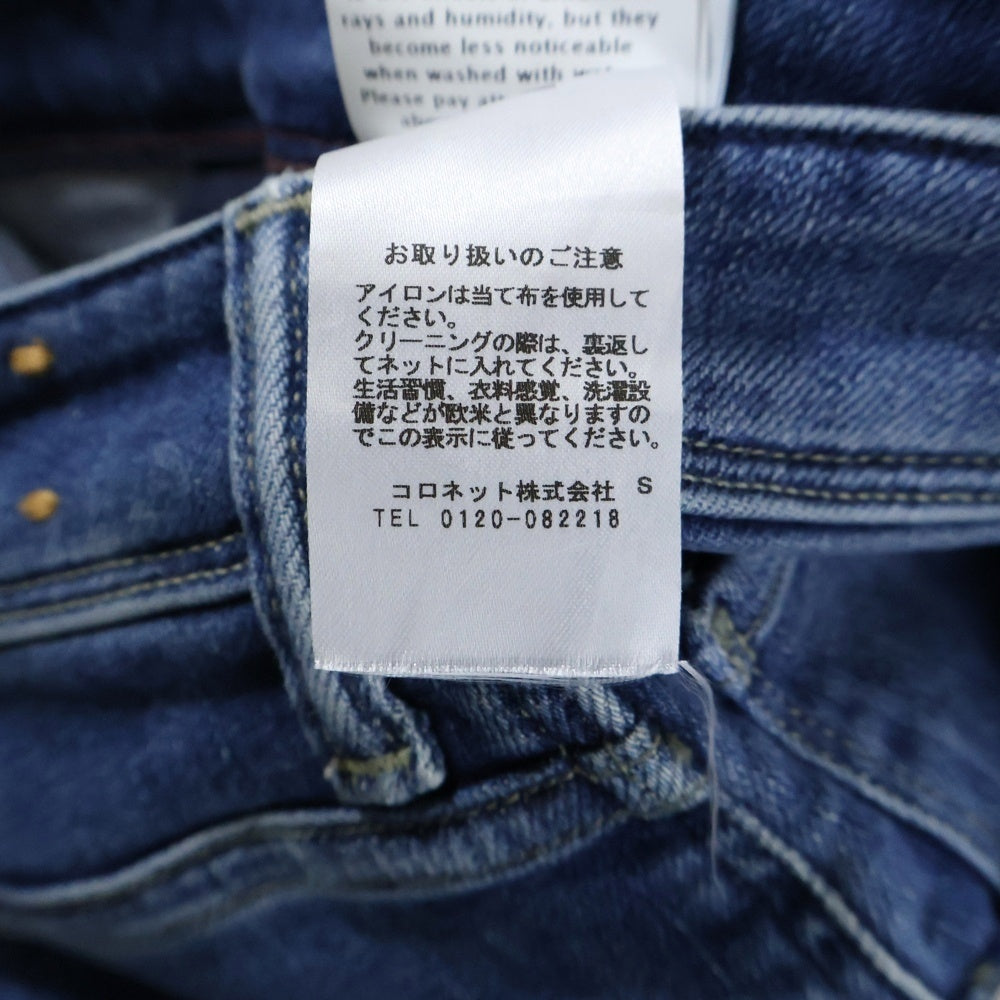 rays and humidity, but they
become less noticeable
when washed with
Please pay
お取り扱いのご注意
アイロンは当て布を使用して
ください。
クリーニングの際は、裏返し
てネットに入れてください。
生活習慣、衣料感覚、洗濯設
備などが欧米と異なりますの
でこの表示に従ってください。
コロネット株式会社 S
TEL 0120-082218